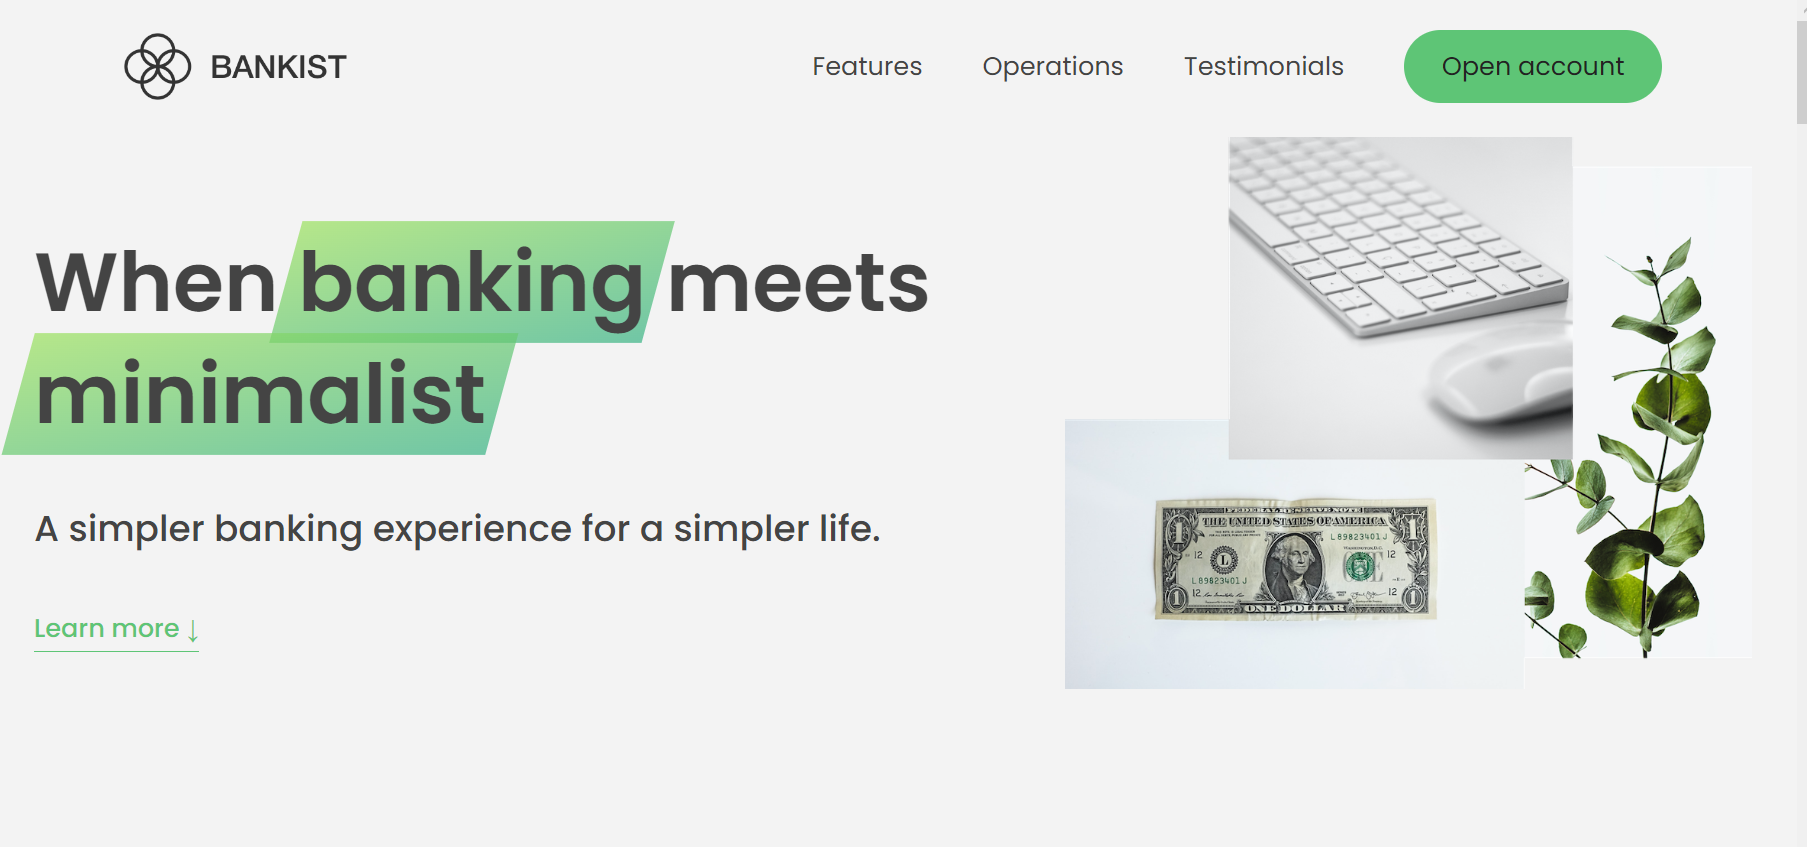 BANKIST
Features Operations Testimonials Open account
When banking meets
minimalist
A simpler banking experience for a simpler life.
Learn more ↓
FEDERAL RESERVE NOTE
THE UNITED STATES OF AMERICA
L 89823401 J
WASHINGTON, D.C.
12 L 12
L 89823401 J
12 12
ONE DOLLAR
1 1
1 1